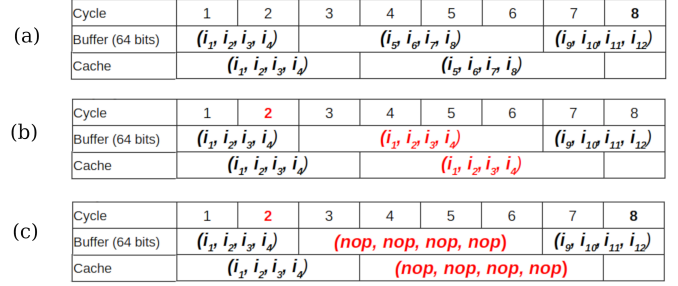 (a)
Cycle 1 2 3 4 5 6 7 8
Buffer (64 bits) (i₁, i₂, i₃, i₄) (i₅, i₆, i₇, i₈) (i₉, i₁₀, i₁₁, i₁₂)
Cache (i₁, i₂, i₃, i₄) (i₅, i₆, i₇, i₈)
(b)
Cycle 1 2 3 4 5 6 7 8
Buffer (64 bits) (i₁, i₂, i₃, i₄) (i₁, i₂, i₃, i₄) (i₉, i₁₀, i₁₁, i₁₂)
Cache (i₁, i₂, i₃, i₄) (i₁, i₂, i₃, i₄)
(c)
Cycle 1 2 3 4 5 6 7 8
Buffer (64 bits) (i₁, i₂, i₃, i₄) (nop, nop, nop, nop) (i₉, i₁₀, i₁₁, i₁₂)
Cache (i₁, i₂, i₃, i₄) (nop, nop, nop, nop)